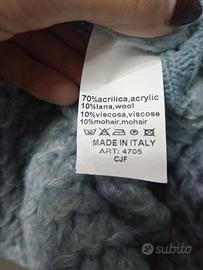 70%acrilica,acrylic
10%lana,wool
10%viscosa,viscose
10%mohair,mohair
MADE IN ITALY
ART: 4705
CJF
subito